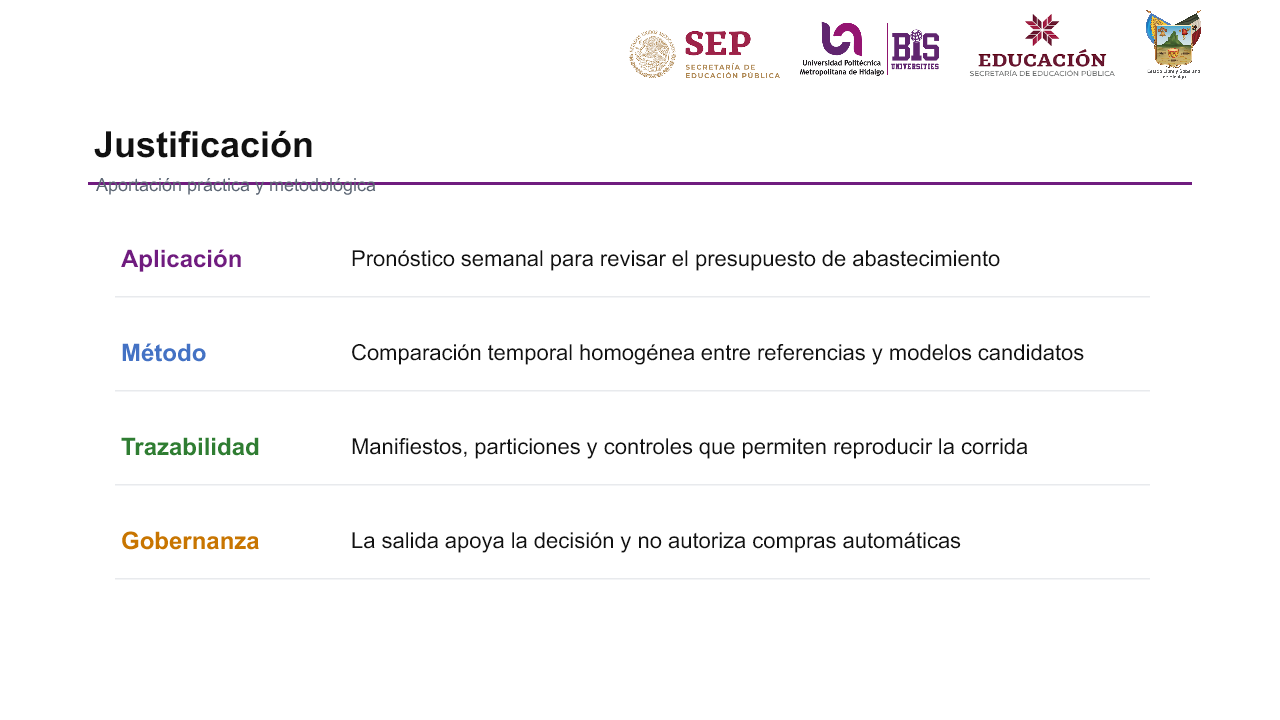 SEP
SECRETARÍA DE
EDUCACIÓN PÚBLICA
Universidad Politécnica
Metropolitana de Hidalgo
BIS
UNIVERSITIES
EDUCACIÓN
SECRETARÍA DE EDUCACIÓN PÚBLICA
Justificación
Aportación práctica y metodológica
Aplicación
Pronóstico semanal para revisar el presupuesto de abastecimiento
Método
Comparación temporal homogénea entre referencias y modelos candidatos
Trazabilidad
Manifiestos, particiones y controles que permiten reproducir la corrida
Gobernanza
La salida apoya la decisión y no autoriza compras automáticas